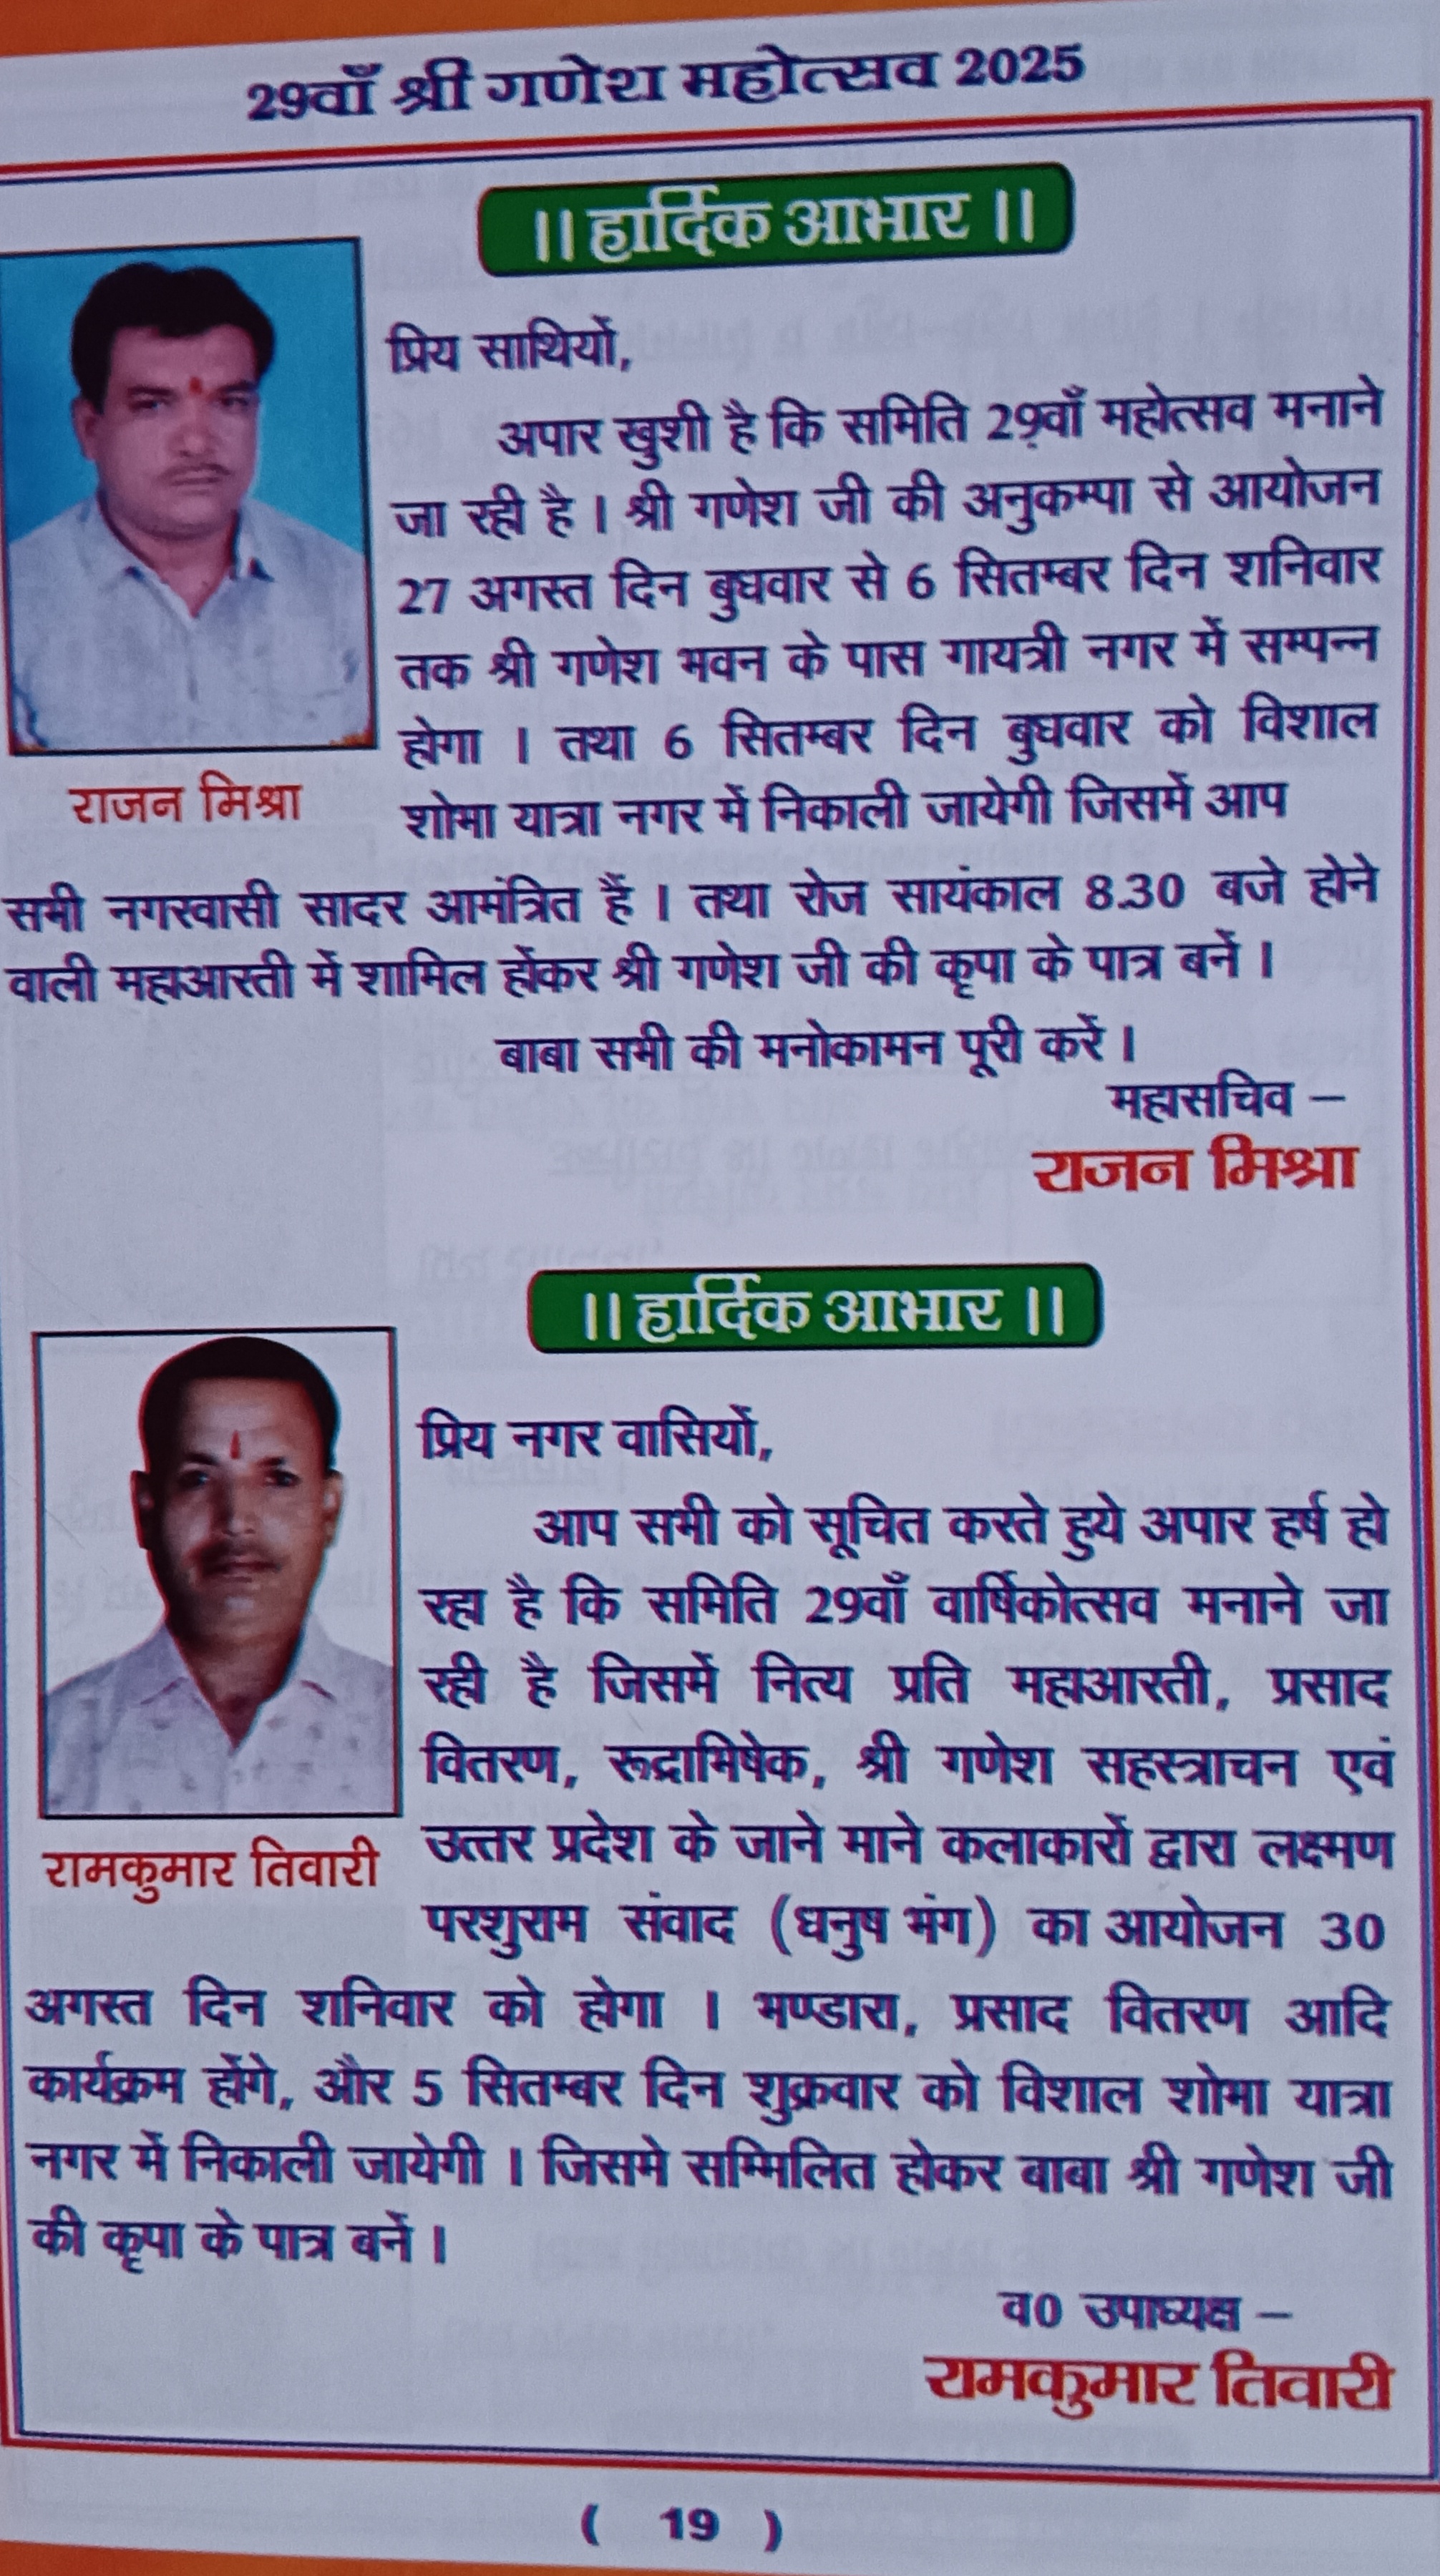 29वाँ श्री गणेश महोत्सव 2025
।। हार्दिक आभार ।।
प्रिय साथियों,
अपार खुशी है कि समिति 29वाँ महोत्सव मनाने
जा रही है । श्री गणेश जी की अनुकम्पा से आयोजन
27 अगस्त दिन बुधवार से 6 सितम्बर दिन शनिवार
तक श्री गणेश भवन के पास गायत्री नगर में सम्पन्न
होगा । तथा 6 सितम्बर दिन बुधवार को विशाल
शोभा यात्रा नगर में निकाली जायेगी जिसमें आप
राजन मिश्रा
सभी नगरवासी सादर आमंत्रित हैं । तथा रोज सायंकाल 8.30 बजे होने
वाली महाआरती में शामिल होंकर श्री गणेश जी की कृपा के पात्र बनें ।
बाबा सभी की मनोकामन पूरी करें ।
महासचिव –
राजन मिश्रा
।। हार्दिक आभार ।।
प्रिय नगर वासियों,
आप सभी को सूचित करते हुये अपार हर्ष हो
रहा है कि समिति 29वाँ वार्षिकोत्सव मनाने जा
रही है जिसमें नित्य प्रति महाआरती, प्रसाद
वितरण, रूद्राभिषेक, श्री गणेश सहस्त्राचन एवं
उत्तर प्रदेश के जाने माने कलाकारों द्वारा लक्ष्मण
परशुराम संवाद (धनुष भंग) का आयोजन 30
रामकुमार तिवारी
अगस्त दिन शनिवार को होगा । भण्डारा, प्रसाद वितरण आदि
कार्यक्रम होंगे, और 5 सितम्बर दिन शुक्रवार को विशाल शोभा यात्रा
नगर में निकाली जायेगी । जिसमे सम्मिलित होकर बाबा श्री गणेश जी
की कृपा के पात्र बनें ।
व0 उपाध्यक्ष –
रामकुमार तिवारी
( 19 )